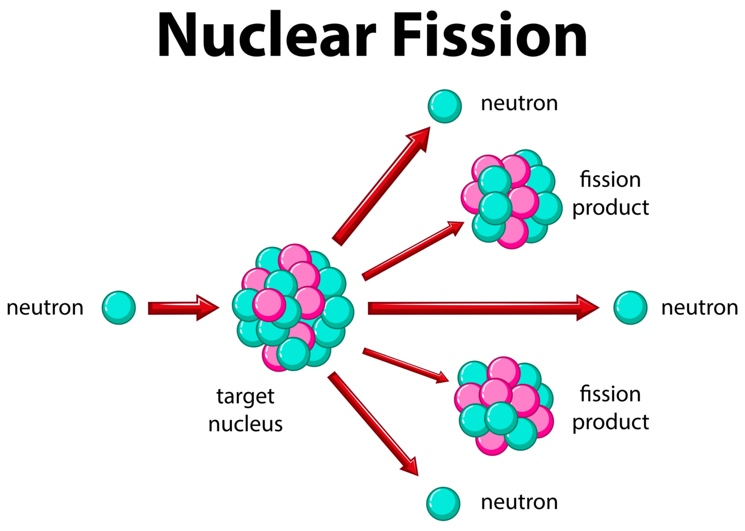 Nuclear Fission
neutron
fission
product
neutron
neutron
target
nucleus
fission
product
neutron